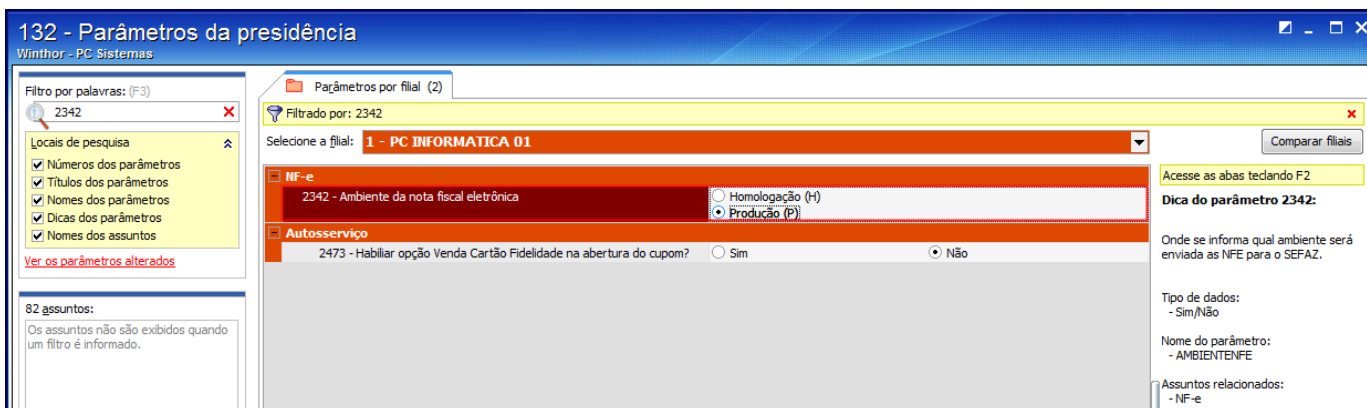 132 - Parâmetros da presidência
Winthor - PC Sistemas
Filtro por palavras: (F3)
2342
Locais de pesquisa
Números dos parâmetros
Títulos dos parâmetros
Nomes dos parâmetros
Dicas dos parâmetros
Nomes dos assuntos
Ver os parâmetros alterados
82 assuntos:
Os assuntos não são exibidos quando
um filtro é informado.
Parâmetros por filial (2)
Filtrado por: 2342
Selecione a filial: 1 - PC INFORMATICA 01
Comparar filiais
NF-e
2342 - Ambiente da nota fiscal eletrônica
Homologação (H)
Produção (P)
Autosserviço
2473 - Habiliar opção Venda Cartão Fidelidade na abertura do cupom? Sim Não
Acesse as abas teclando F2
Dica do parâmetro 2342:
Onde se informa qual ambiente será
enviada as NFE para o SEFAZ.
Tipo de dados:
- Sim/Não
Nome do parâmetro:
- AMBIENTENFE
Assuntos relacionados:
- NF-e